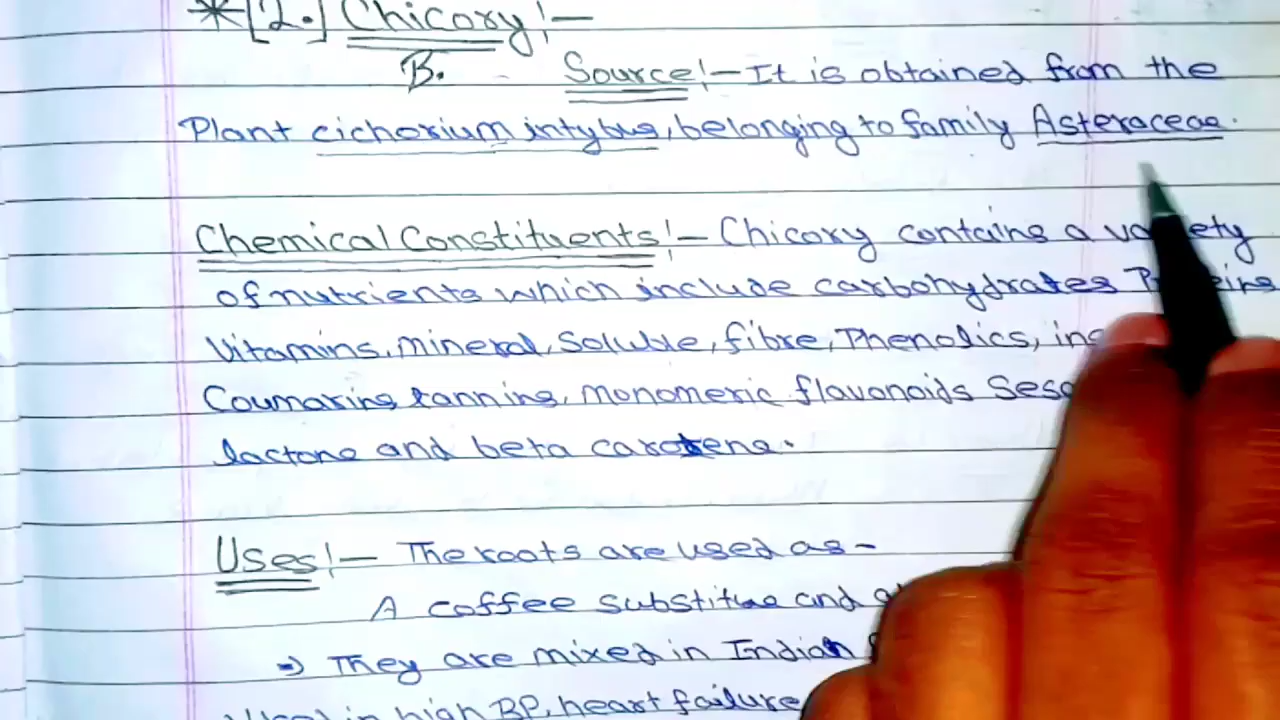 *[2.] Chicory!-
B. Source!- It is obtained from the
Plant cichorium intybus, belonging to family Asteraceae.
Chemical Constituents!- Chicory contains a variety
of nutrients which include carbohydrates
Vitamins, mineral, Soluble, fibre, Phenolics,
Coumarins tannins, Monomeric flavonoids
lactone and beta carotene.
Uses!- The roots are used as -
A coffee substitue and
→ They are mixed in Indian
Used in high BP, heart failure